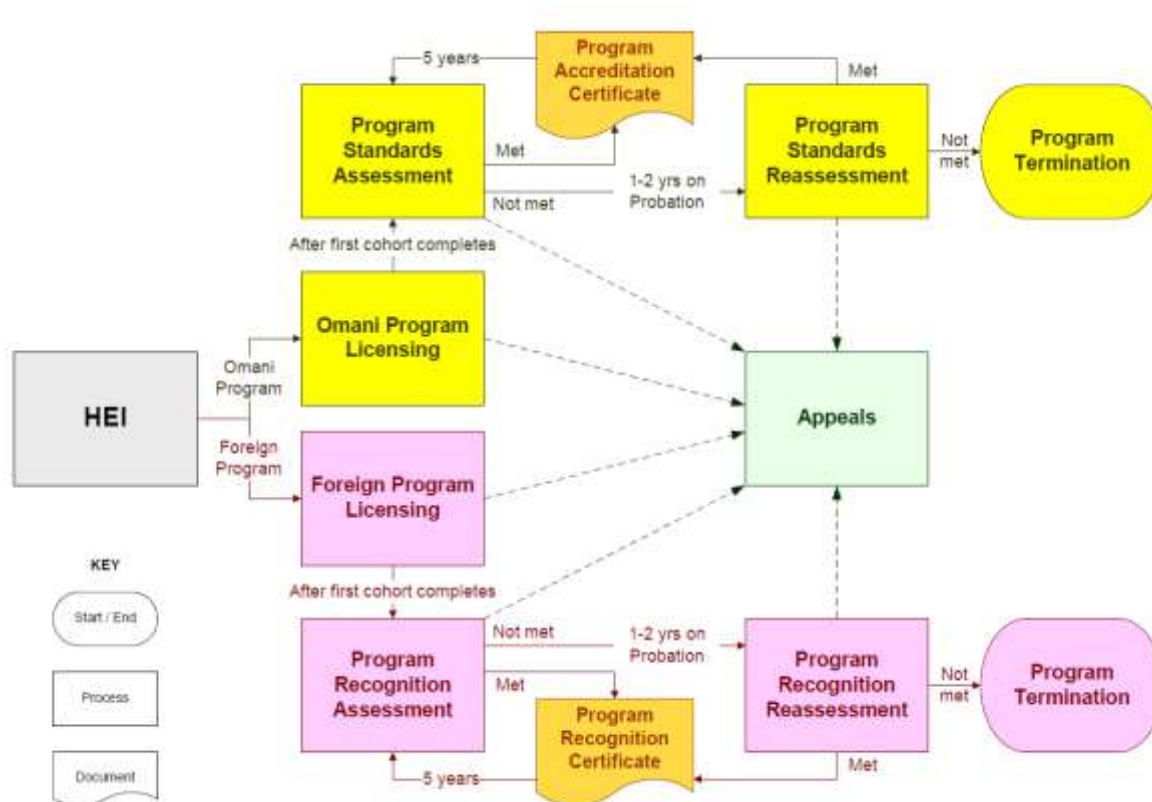 Program
Accreditation
Certificate
5 years
Met
Program
Standards
Assessment
Met
Not met
1-2 yrs on
Probation
Program
Standards
Reassessment
Not
met
Program
Termination
After first cohort completes
Omani Program
Licensing
HEI
Omani
Program
Foreign
Program
Appeals
Foreign Program
Licensing
After first cohort completes
KEY
Start / End
Process
Document
Program
Recognition
Assessment
Not met
Met
1-2 yrs on
Probation
Program
Recognition
Reassessment
Not
met
Program
Termination
Program
Recognition
Certificate
5 years
Met